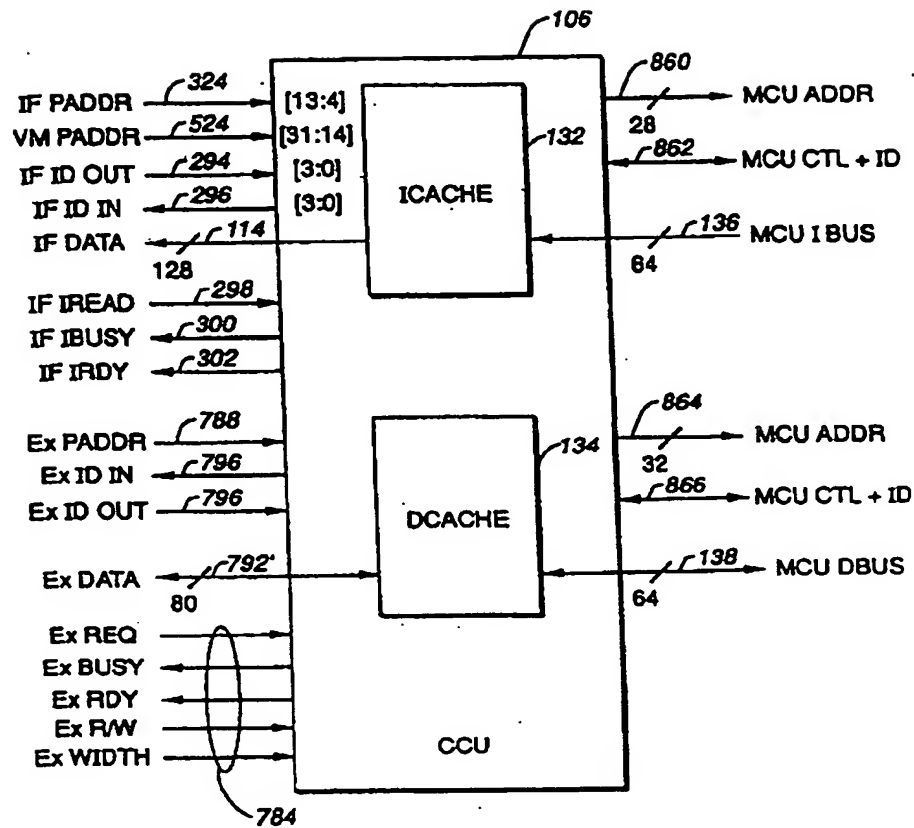 106
IF PADDR 324 [13:4] 860 MCU ADDR
28
VM PADDR 524 [31:14] 132
IF ID OUT 294 [3:0] 862 MCU CTL + ID
IF ID IN 296 [3:0] ICACHE
IF DATA 114 136 MCU I BUS
128 64
IF IREAD 298
IF IBUSY 300
IF IRDY 302
864 MCU ADDR
32
Ex PADDR 788 134
Ex ID IN 796 866 MCU CTL + ID
Ex ID OUT 796 DCACHE
Ex DATA 792' 138 MCU DBUS
80 64
Ex REQ
Ex BUSY
Ex RDY
Ex R/W
Ex WIDTH CCU
784